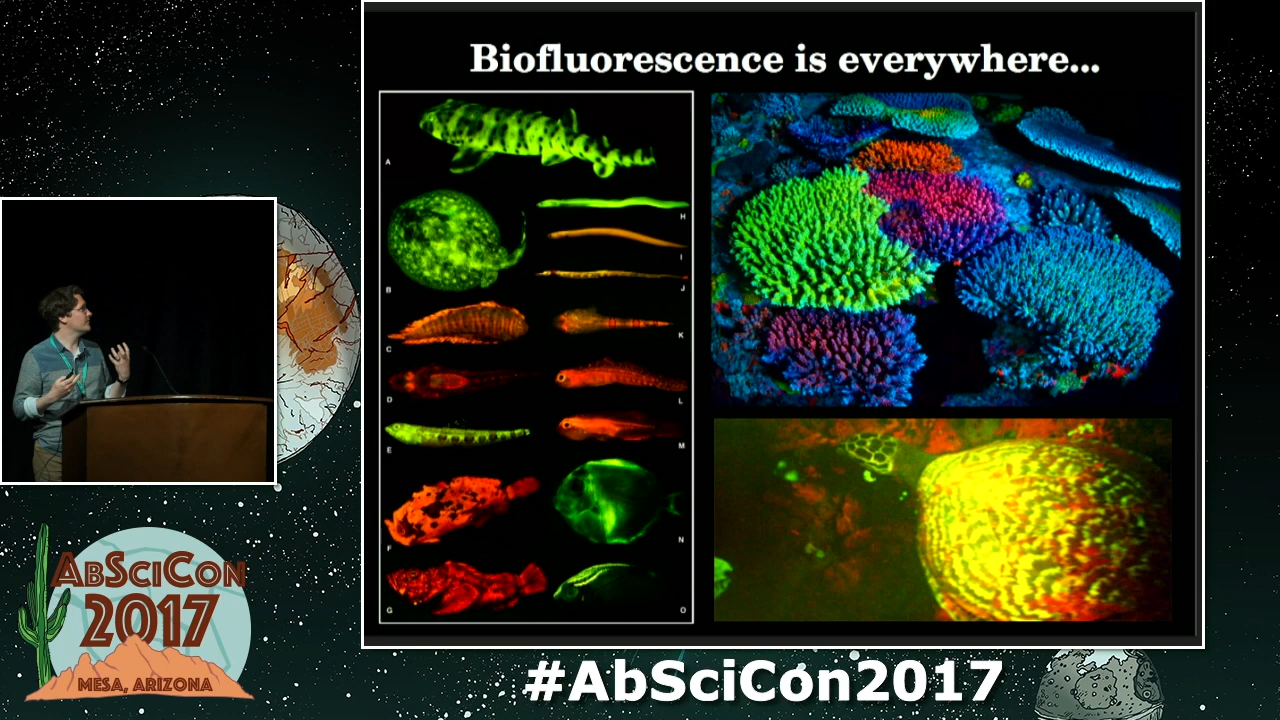 Biofluorescence is everywhere...
A
B
C
D
E
F
G
H
I
J
K
L
M
N
O
ABSCICON
2017
MESA, ARIZONA
#AbSciCon2017